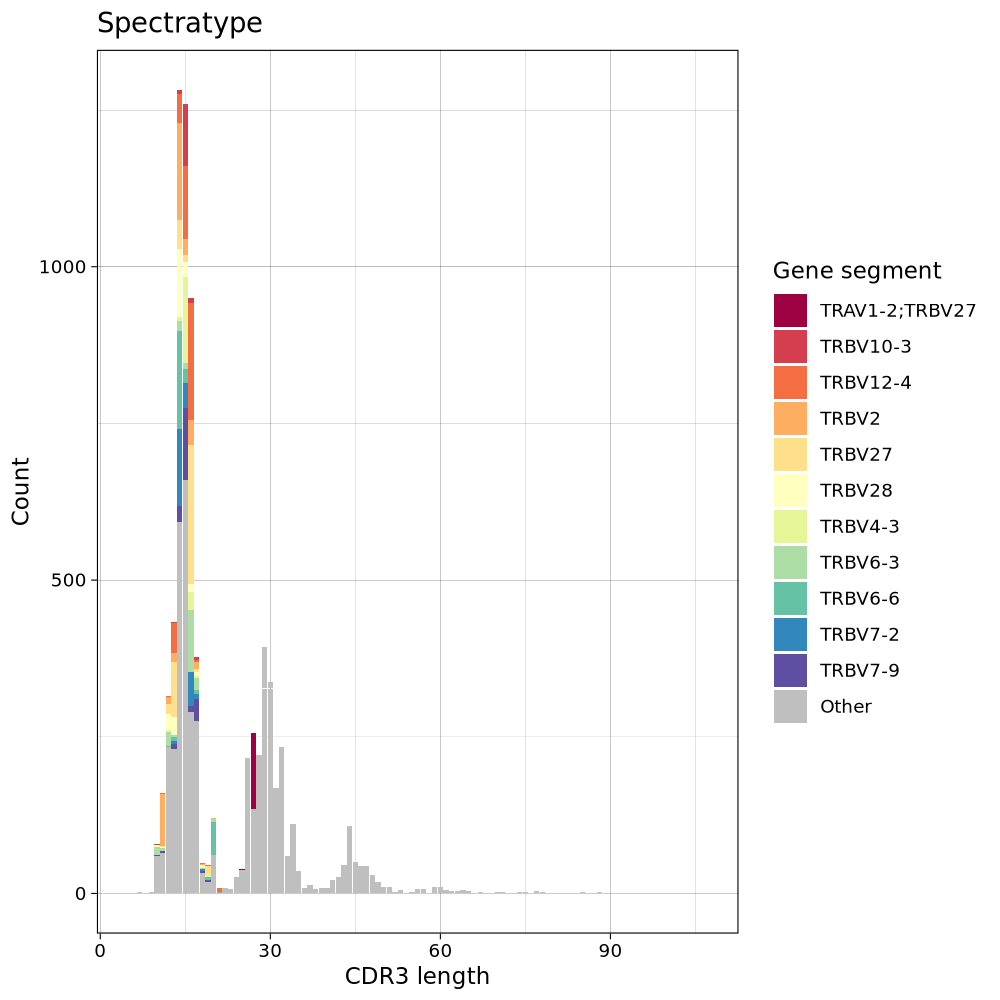 Spectratype
Count
1000
500
0
0
30
60
90
CDR3 length
Gene segment
TRAV1-2;TRBV27
TRBV10-3
TRBV12-4
TRBV2
TRBV27
TRBV28
TRBV4-3
TRBV6-3
TRBV6-6
TRBV7-2
TRBV7-9
Other